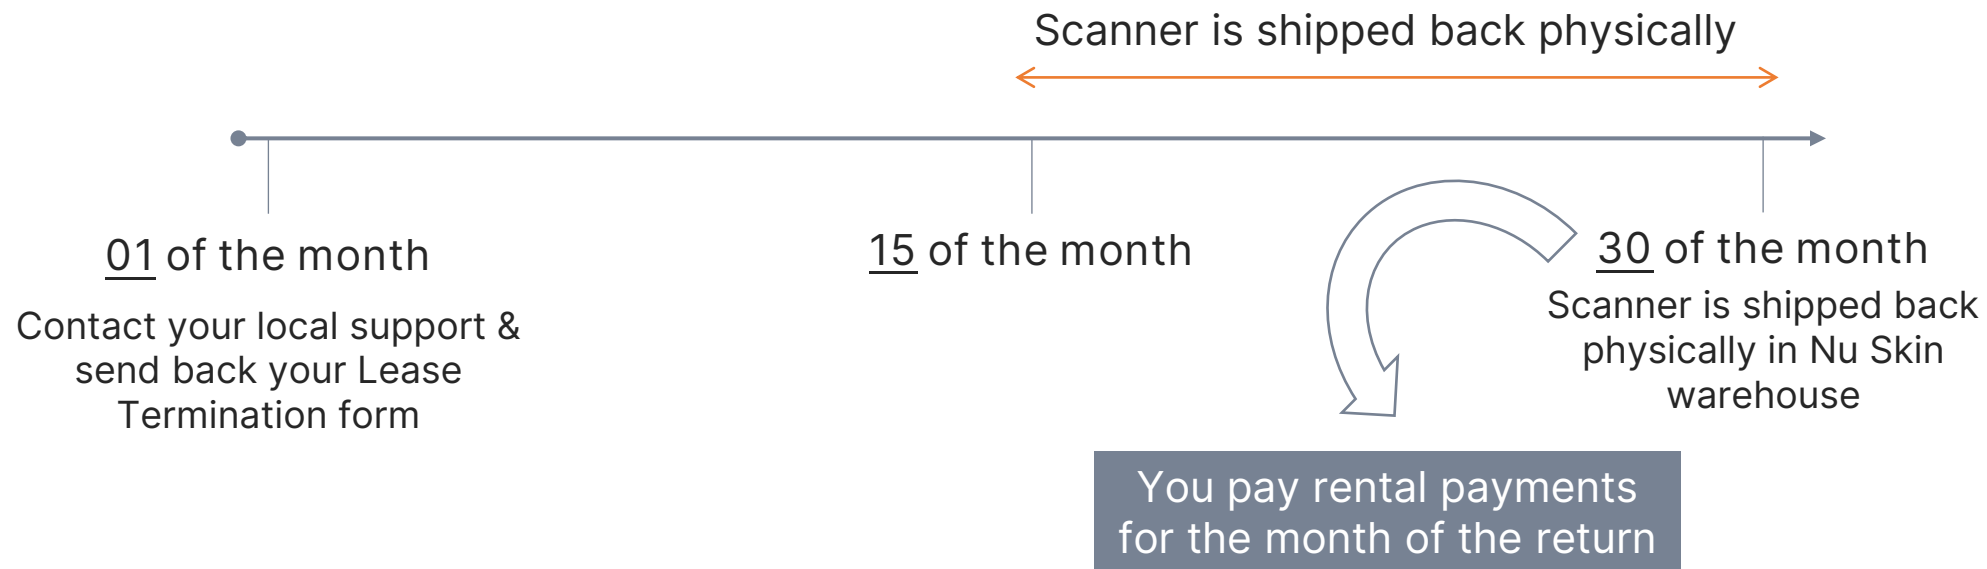 Scanner is shipped back physically
01 of the month
Contact your local support &
send back your Lease
Termination form
15 of the month
30 of the month
Scanner is shipped back
physically in Nu Skin
warehouse
You pay rental payments
for the month of the return